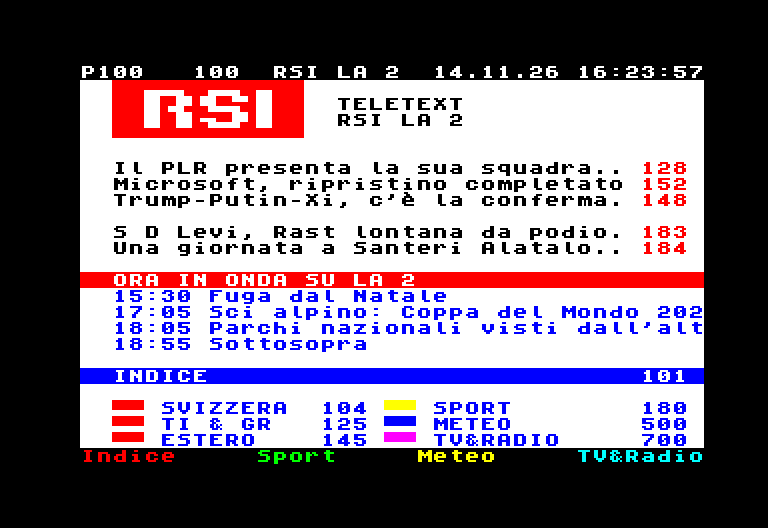 P100 100 RSI LA 2 14.11.26 16:23:57
RSI
TELETEXT
RSI LA 2
Il PLR presenta la sua squadra.. 128
Microsoft, ripristino completato 152
Trump-Putin-Xi, c'è la conferma. 148
S D Levi, Rast lontana da podio. 183
Una giornata a Santeri Alatalo.. 184
ORA IN ONDA SU LA 2
15:30 Fuga dal Natale
17:05 Sci alpino: Coppa del Mondo 202
18:05 Parchi nazionali visti dall'alt
18:55 Sottosopra
INDICE 101
SVIZZERA 104 SPORT 180
TI & GR 125 METEO 500
ESTERO 145 TV&RADIO 700
Indice Sport Meteo TV&Radio